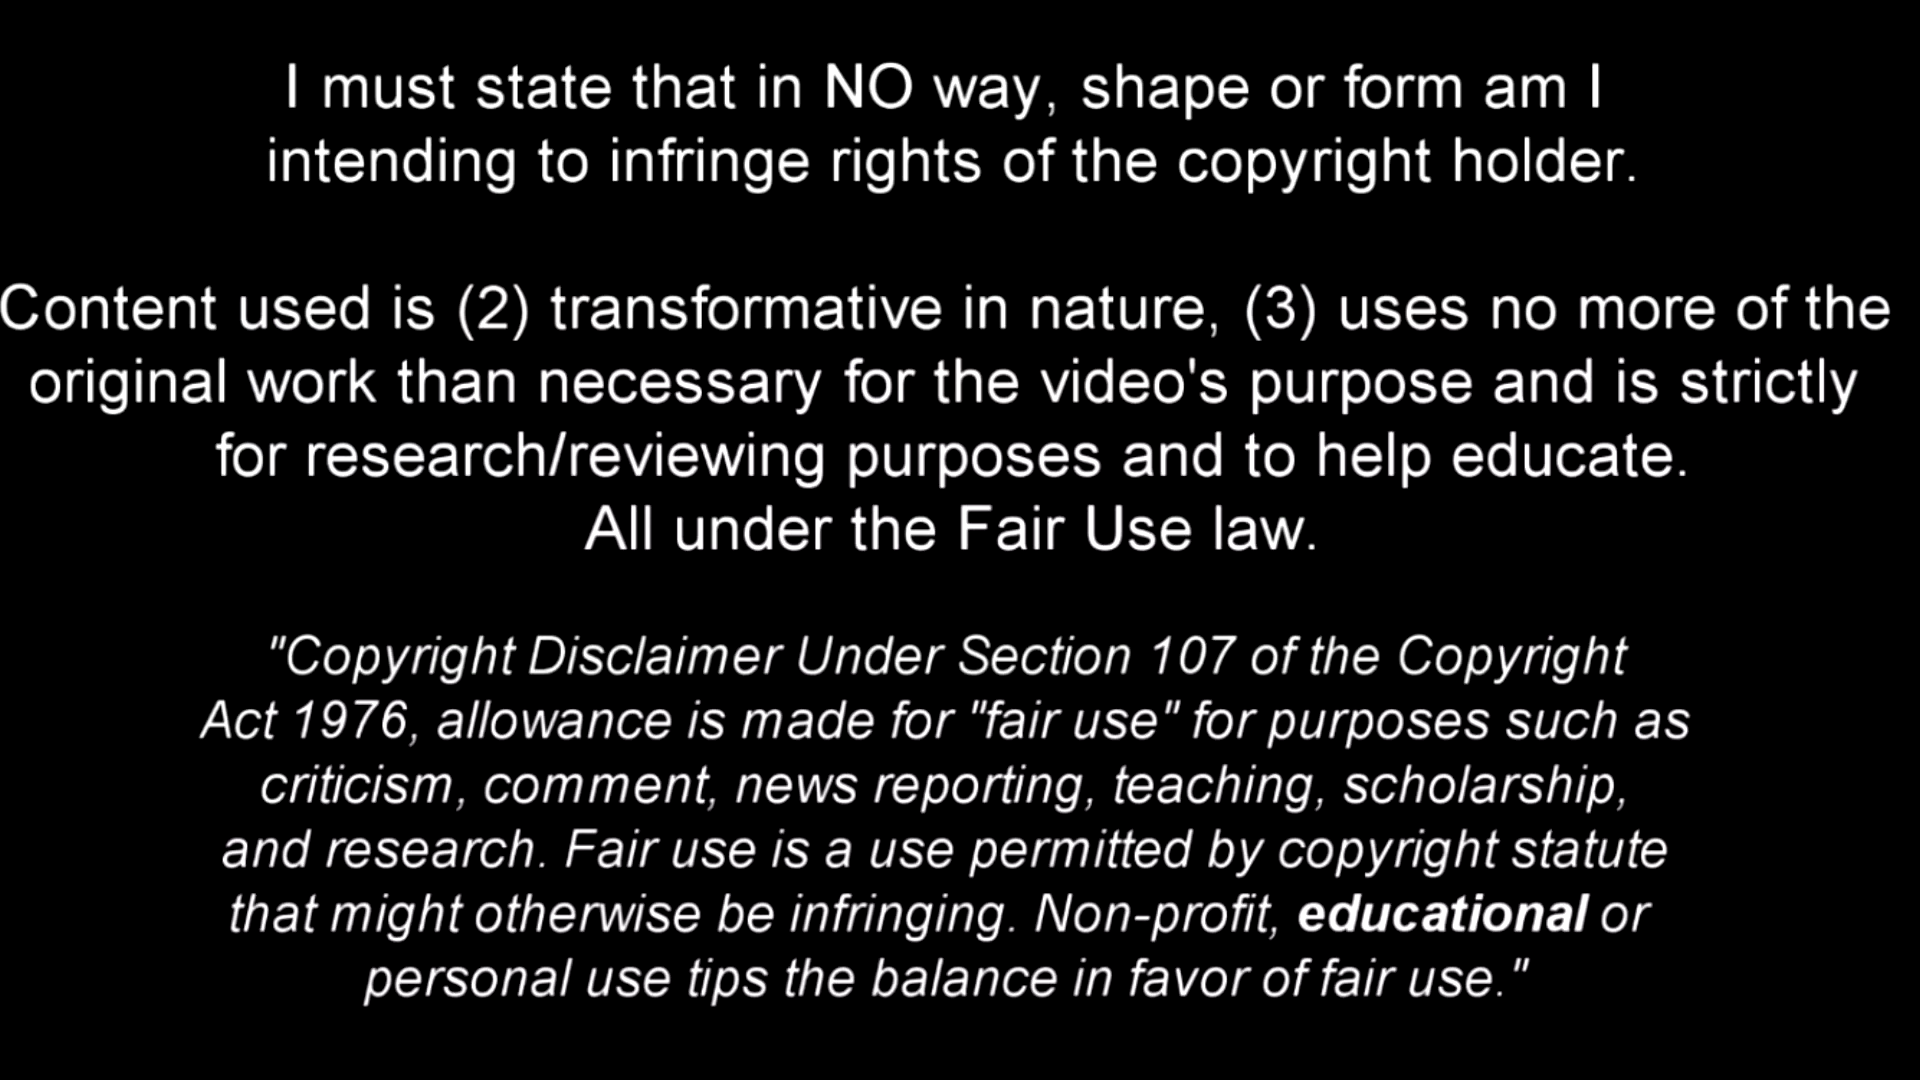 I must state that in NO way, shape or form am I
intending to infringe rights of the copyright holder.
Content used is (2) transformative in nature, (3) uses no more of the
original work than necessary for the video's purpose and is strictly
for research/reviewing purposes and to help educate.
All under the Fair Use law.
"Copyright Disclaimer Under Section 107 of the Copyright
Act 1976, allowance is made for "fair use" for purposes such as
criticism, comment, news reporting, teaching, scholarship,
and research. Fair use is a use permitted by copyright statute
that might otherwise be infringing. Non-profit, educational or
personal use tips the balance in favor of fair use."